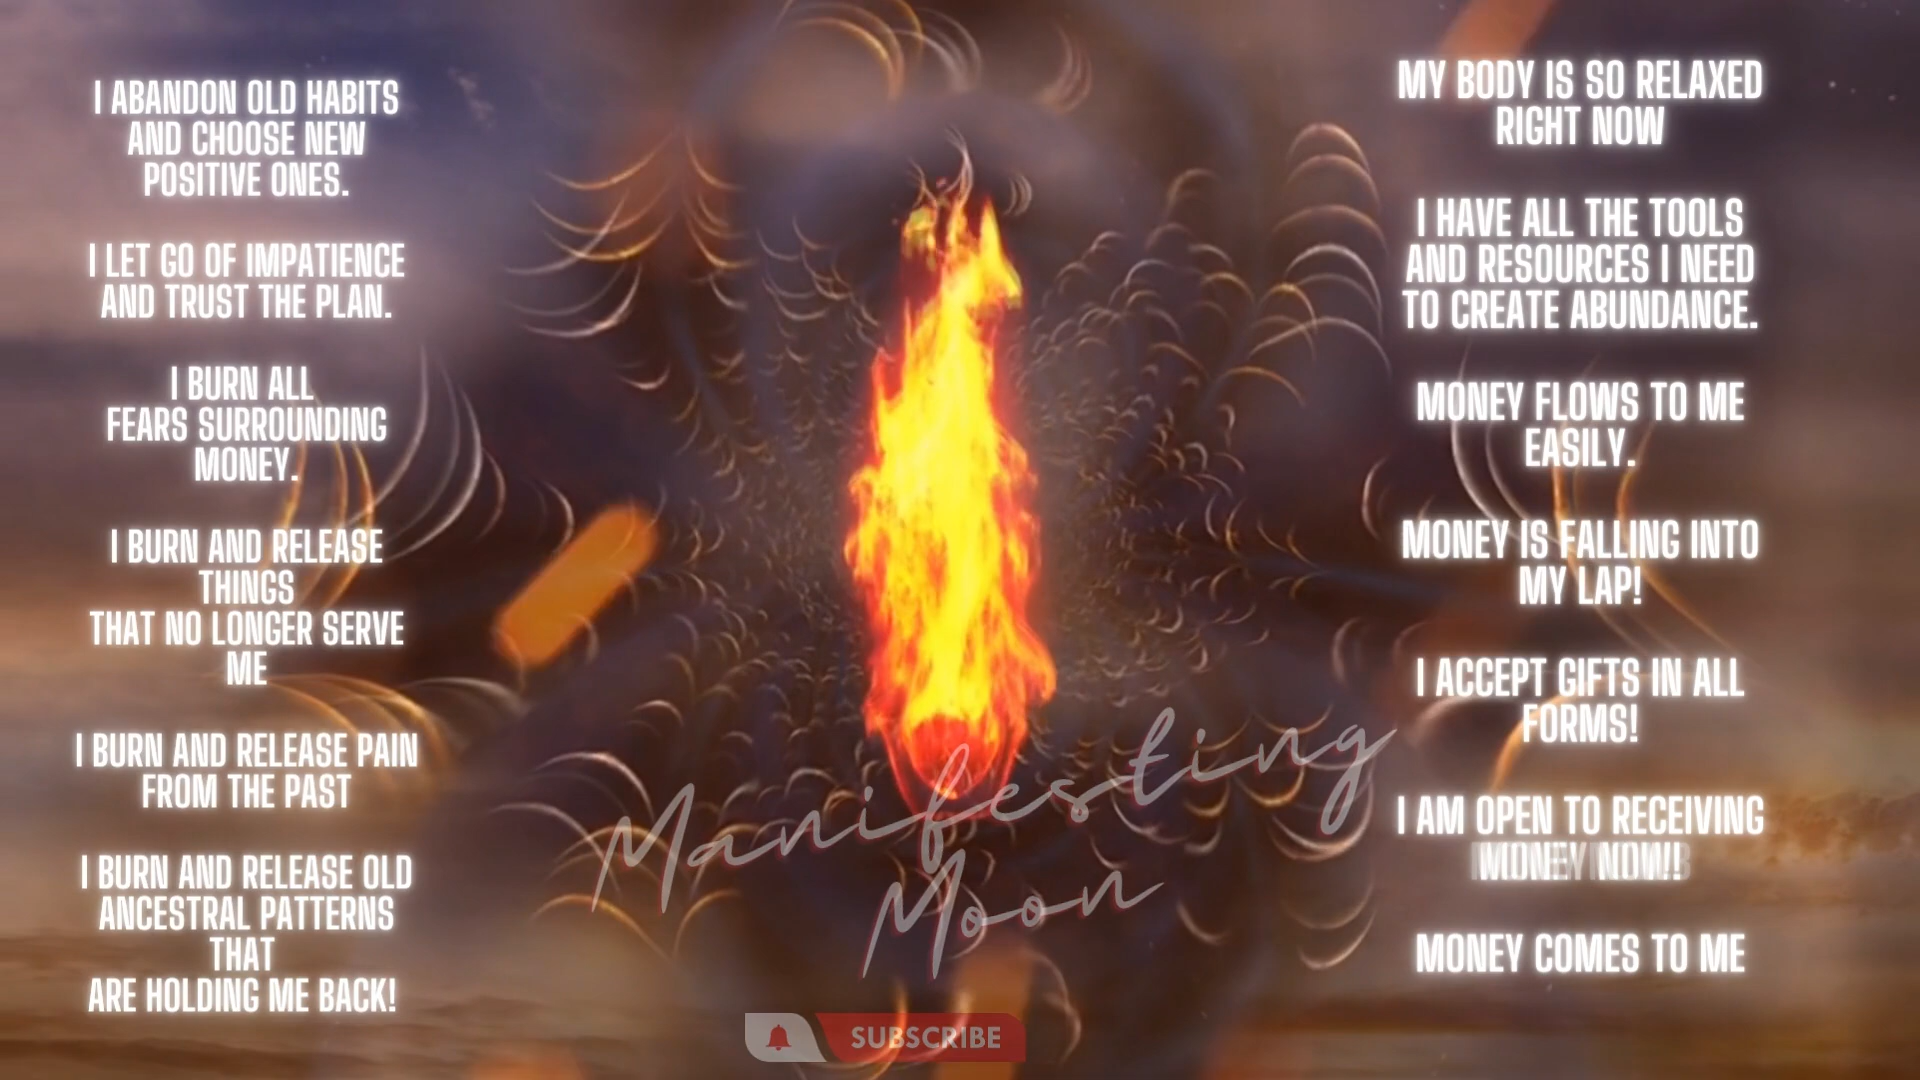 I ABANDON OLD HABITS
AND CHOOSE NEW
POSITIVE ONES.
I LET GO OF IMPATIENCE
AND TRUST THE PLAN.
I BURN ALL
FEARS SURROUNDING
MONEY.
I BURN AND RELEASE
THINGS
THAT NO LONGER SERVE
ME
I BURN AND RELEASE PAIN
FROM THE PAST
I BURN AND RELEASE OLD
ANCESTRAL PATTERNS
THAT
ARE HOLDING ME BACK!
MY BODY IS SO RELAXED
RIGHT NOW
I HAVE ALL THE TOOLS
AND RESOURCES I NEED
TO CREATE ABUNDANCE.
MONEY FLOWS TO ME
EASILY.
MONEY IS FALLING INTO
MY LAP!
I ACCEPT GIFTS IN ALL
FORMS!
I AM OPEN TO RECEIVING
MONEY NOW!!
MONEY COMES TO ME
Manifesting
Moon
SUBSCRIBE